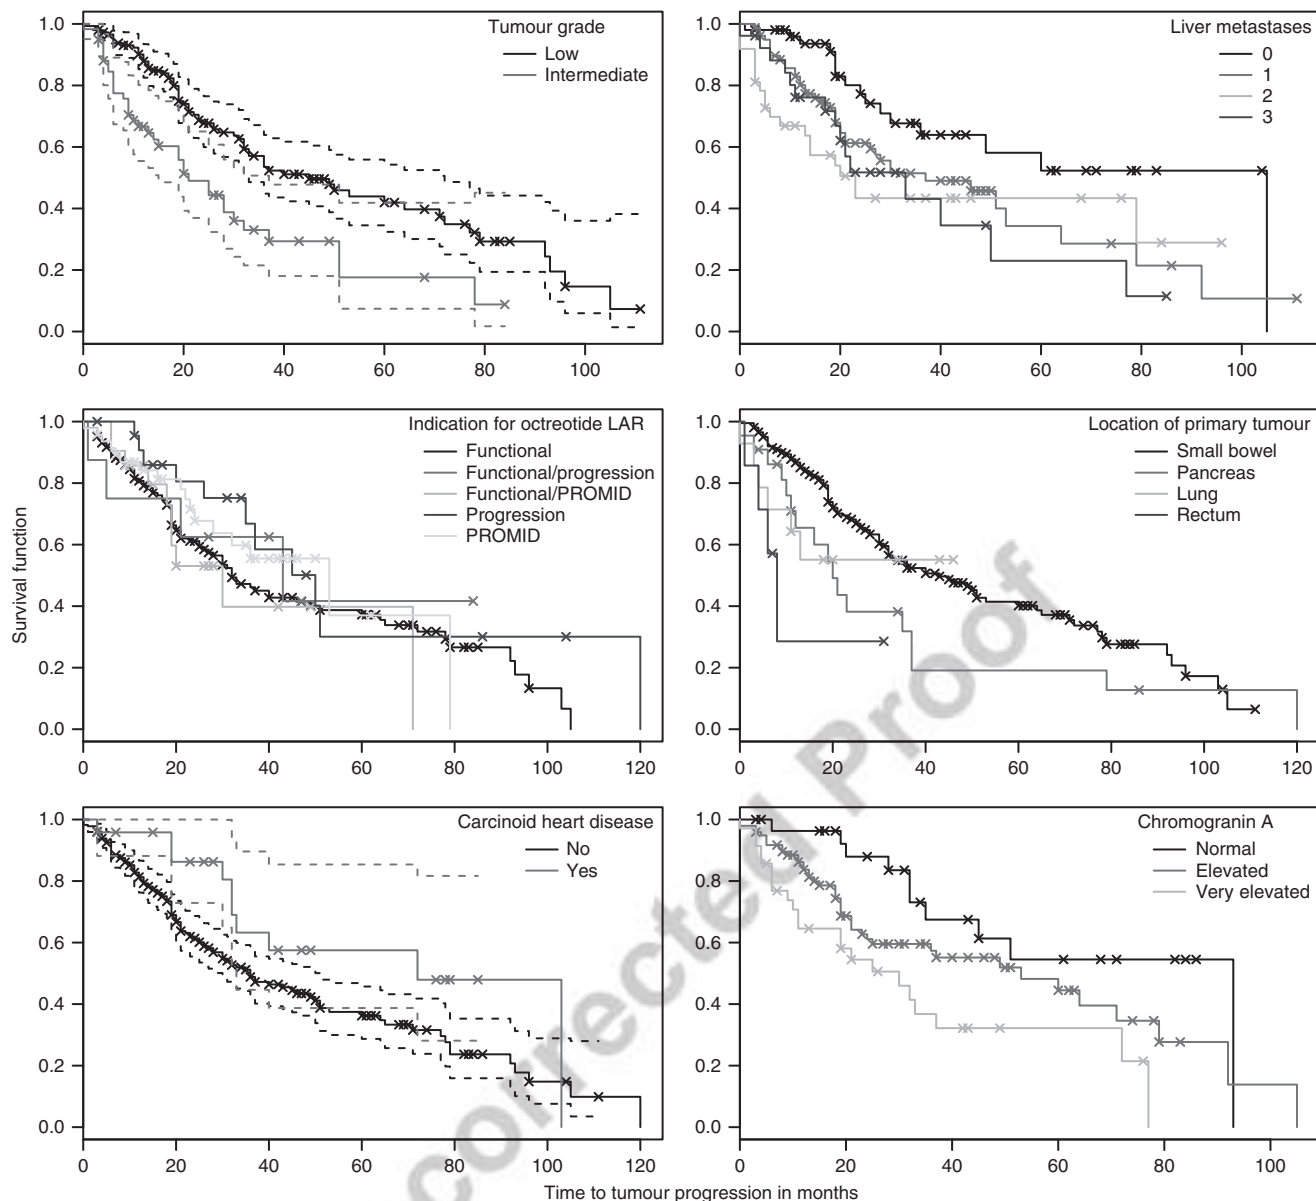 1.0
0.8
0.6
0.4
0.2
0.0
0 20 40 60 80 100
Tumour grade
Low
Intermediate
1.0
0.8
0.6
0.4
0.2
0.0
0 20 40 60 80 100
Liver metastases
0
1
2
3
Survival function
1.0
0.8
0.6
0.4
0.2
0.0
0 20 40 60 80 100 120
Indication for octreotide LAR
Functional
Functional/progression
Functional/PROMID
Progression
PROMID
1.0
0.8
0.6
0.4
0.2
0.0
0 20 40 60 80 100 120
Location of primary tumour
Small bowel
Pancreas
Lung
Rectum
1.0
0.8
0.6
0.4
0.2
0.0
0 20 40 60 80 100 120
Carcinoid heart disease
No
Yes
1.0
0.8
0.6
0.4
0.2
0.0
0 20 40 60 80 100
Chromogranin A
Normal
Elevated
Very elevated
Time to tumour progression in months
corrected Proof